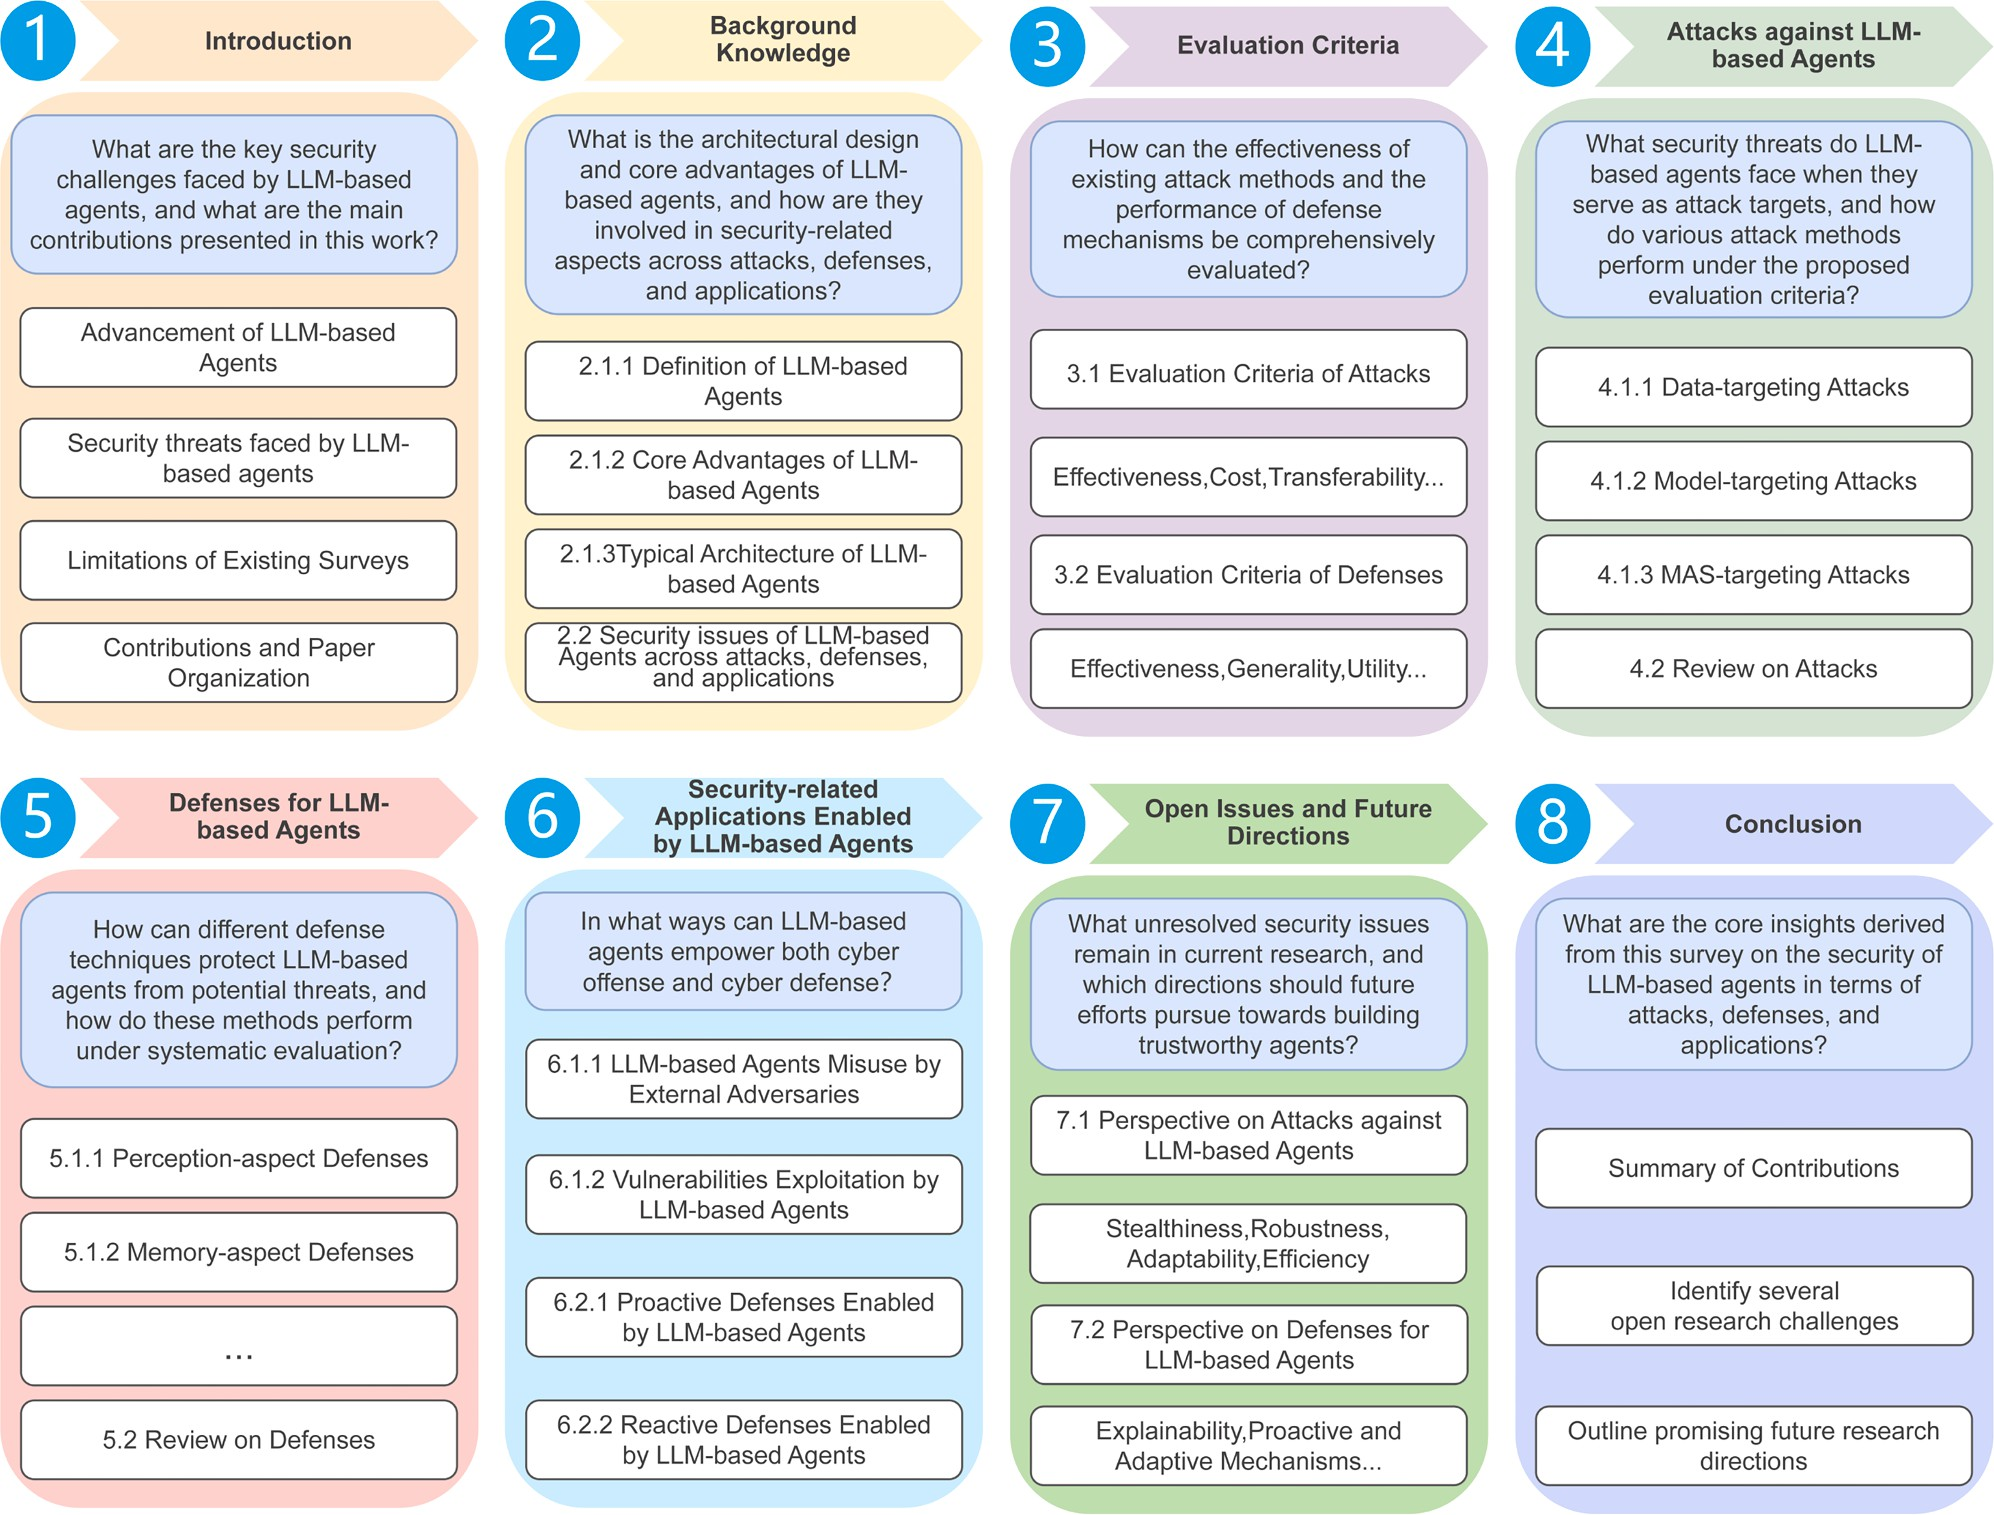 1
Introduction
What are the key security
challenges faced by LLM-based
agents, and what are the main
contributions presented in this work?
Advancement of LLM-based
Agents
Security threats faced by LLM-
based agents
Limitations of Existing Surveys
Contributions and Paper
Organization
2
Background
Knowledge
What is the architectural design
and core advantages of LLM-
based agents, and how are they
involved in security-related
aspects across attacks, defenses,
and applications?
2.1.1 Definition of LLM-based
Agents
2.1.2 Core Advantages of LLM-
based Agents
2.1.3Typical Architecture of LLM-
based Agents
2.2 Security issues of LLM-based
Agents across attacks, defenses,
and applications
3
Evaluation Criteria
How can the effectiveness of
existing attack methods and the
performance of defense
mechanisms be comprehensively
evaluated?
3.1 Evaluation Criteria of Attacks
Effectiveness,Cost,Transferability...
3.2 Evaluation Criteria of Defenses
Effectiveness,Generality,Utility...
4
Attacks against LLM-
based Agents
What security threats do LLM-
based agents face when they
serve as attack targets, and how
do various attack methods
perform under the proposed
evaluation criteria?
4.1.1 Data-targeting Attacks
4.1.2 Model-targeting Attacks
4.1.3 MAS-targeting Attacks
4.2 Review on Attacks
5
Defenses for LLM-
based Agents
How can different defense
techniques protect LLM-based
agents from potential threats, and
how do these methods perform
under systematic evaluation?
5.1.1 Perception-aspect Defenses
5.1.2 Memory-aspect Defenses
...
5.2 Review on Defenses
6
Security-related
Applications Enabled
by LLM-based Agents
In what ways can LLM-based
agents empower both cyber
offense and cyber defense?
6.1.1 LLM-based Agents Misuse by
External Adversaries
6.1.2 Vulnerabilities Exploitation by
LLM-based Agents
6.2.1 Proactive Defenses Enabled
by LLM-based Agents
6.2.2 Reactive Defenses Enabled
by LLM-based Agents
7
Open Issues and Future
Directions
What unresolved security issues
remain in current research, and
which directions should future
efforts pursue towards building
trustworthy agents?
7.1 Perspective on Attacks against
LLM-based Agents
Stealthiness,Robustness,
Adaptability,Efficiency
7.2 Perspective on Defenses for
LLM-based Agents
Explainability,Proactive and
Adaptive Mechanisms...
8
Conclusion
What are the core insights derived
from this survey on the security of
LLM-based agents in terms of
attacks, defenses, and
applications?
Summary of Contributions
Identify several
open research challenges
Outline promising future research
directions